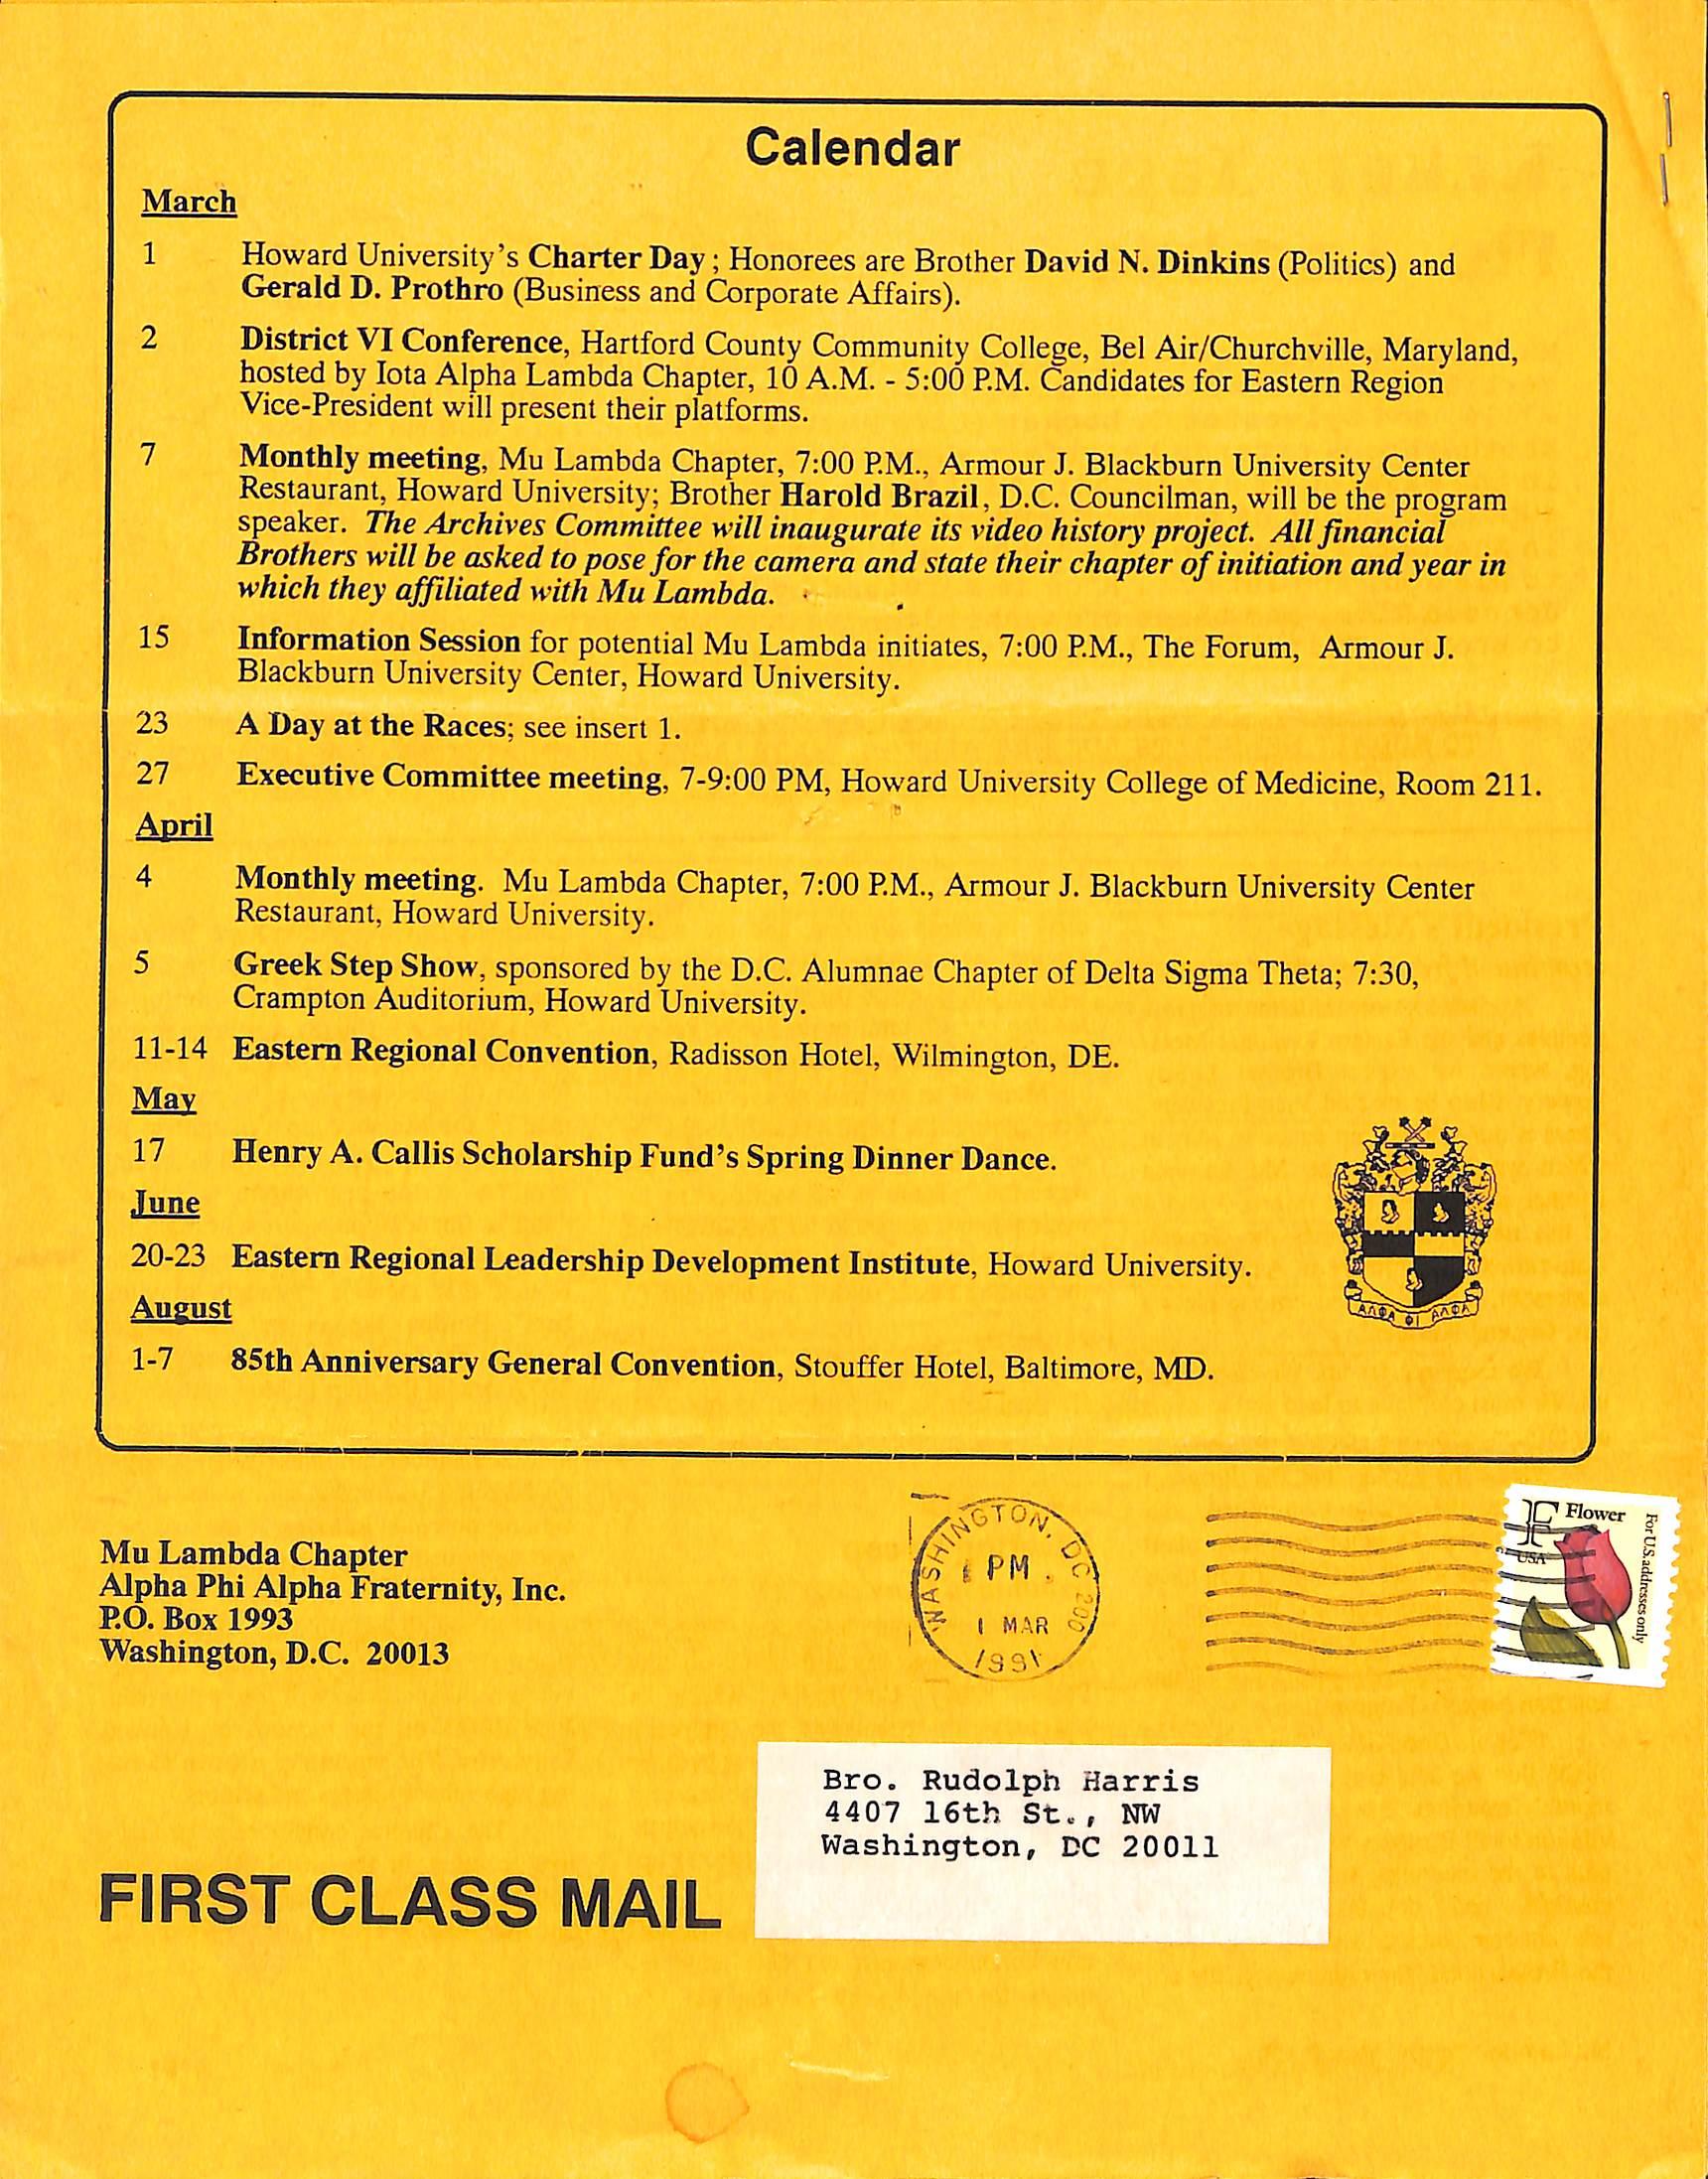 Calendar
March
1 Howard University's Charter Day; Honorees are Brother David N. Dinkins (Politics) and
Gerald D. Prothro (Business and Corporate Affairs).
2 District VI Conference, Hartford County Community College, Bel Air/Churchville, Maryland,
hosted by Iota Alpha Lambda Chapter, 10 A.M. - 5:00 P.M. Candidates for Eastern Region
Vice-President will present their platforms.
7 Monthly meeting, Mu Lambda Chapter, 7:00 P.M., Armour J. Blackburn University Center
Restaurant, Howard University; Brother Harold Brazil, D.C. Councilman, will be the program
speaker. The Archives Committee will inaugurate its video history project. All financial
Brothers will be asked to pose for the camera and state their chapter of initiation and year in
which they affiliated with Mu Lambda.
15 Information Session for potential Mu Lambda initiates, 7:00 P.M., The Forum, Armour J.
Blackburn University Center, Howard University.
23 A Day at the Races; see insert 1.
27 Executive Committee meeting, 7-9:00 PM, Howard University College of Medicine, Room 211.
April
4 Monthly meeting. Mu Lambda Chapter, 7:00 P.M., Armour J. Blackburn University Center
Restaurant, Howard University.
5 Greek Step Show, sponsored by the D.C. Alumnae Chapter of Delta Sigma Theta; 7:30,
Crampton Auditorium, Howard University.
11-14 Eastern Regional Convention, Radisson Hotel, Wilmington, DE.
May
17 Henry A. Callis Scholarship Fund's Spring Dinner Dance.
June
20-23 Eastern Regional Leadership Development Institute, Howard University.
ΑΛΦΑ ΦΙ ΑΛΦΑ
August
1-7 85th Anniversary General Convention, Stouffer Hotel, Baltimore, MD.
Mu Lambda Chapter
Alpha Phi Alpha Fraternity, Inc.
P.O. Box 1993
Washington, D.C. 20013
WASHINGTON, DC 200
PM
1 MAR
1991
F Flower
USA
For U.S. addresses only
Bro. Rudolph Harris
4407 16th St., NW
Washington, DC 20011
FIRST CLASS MAIL